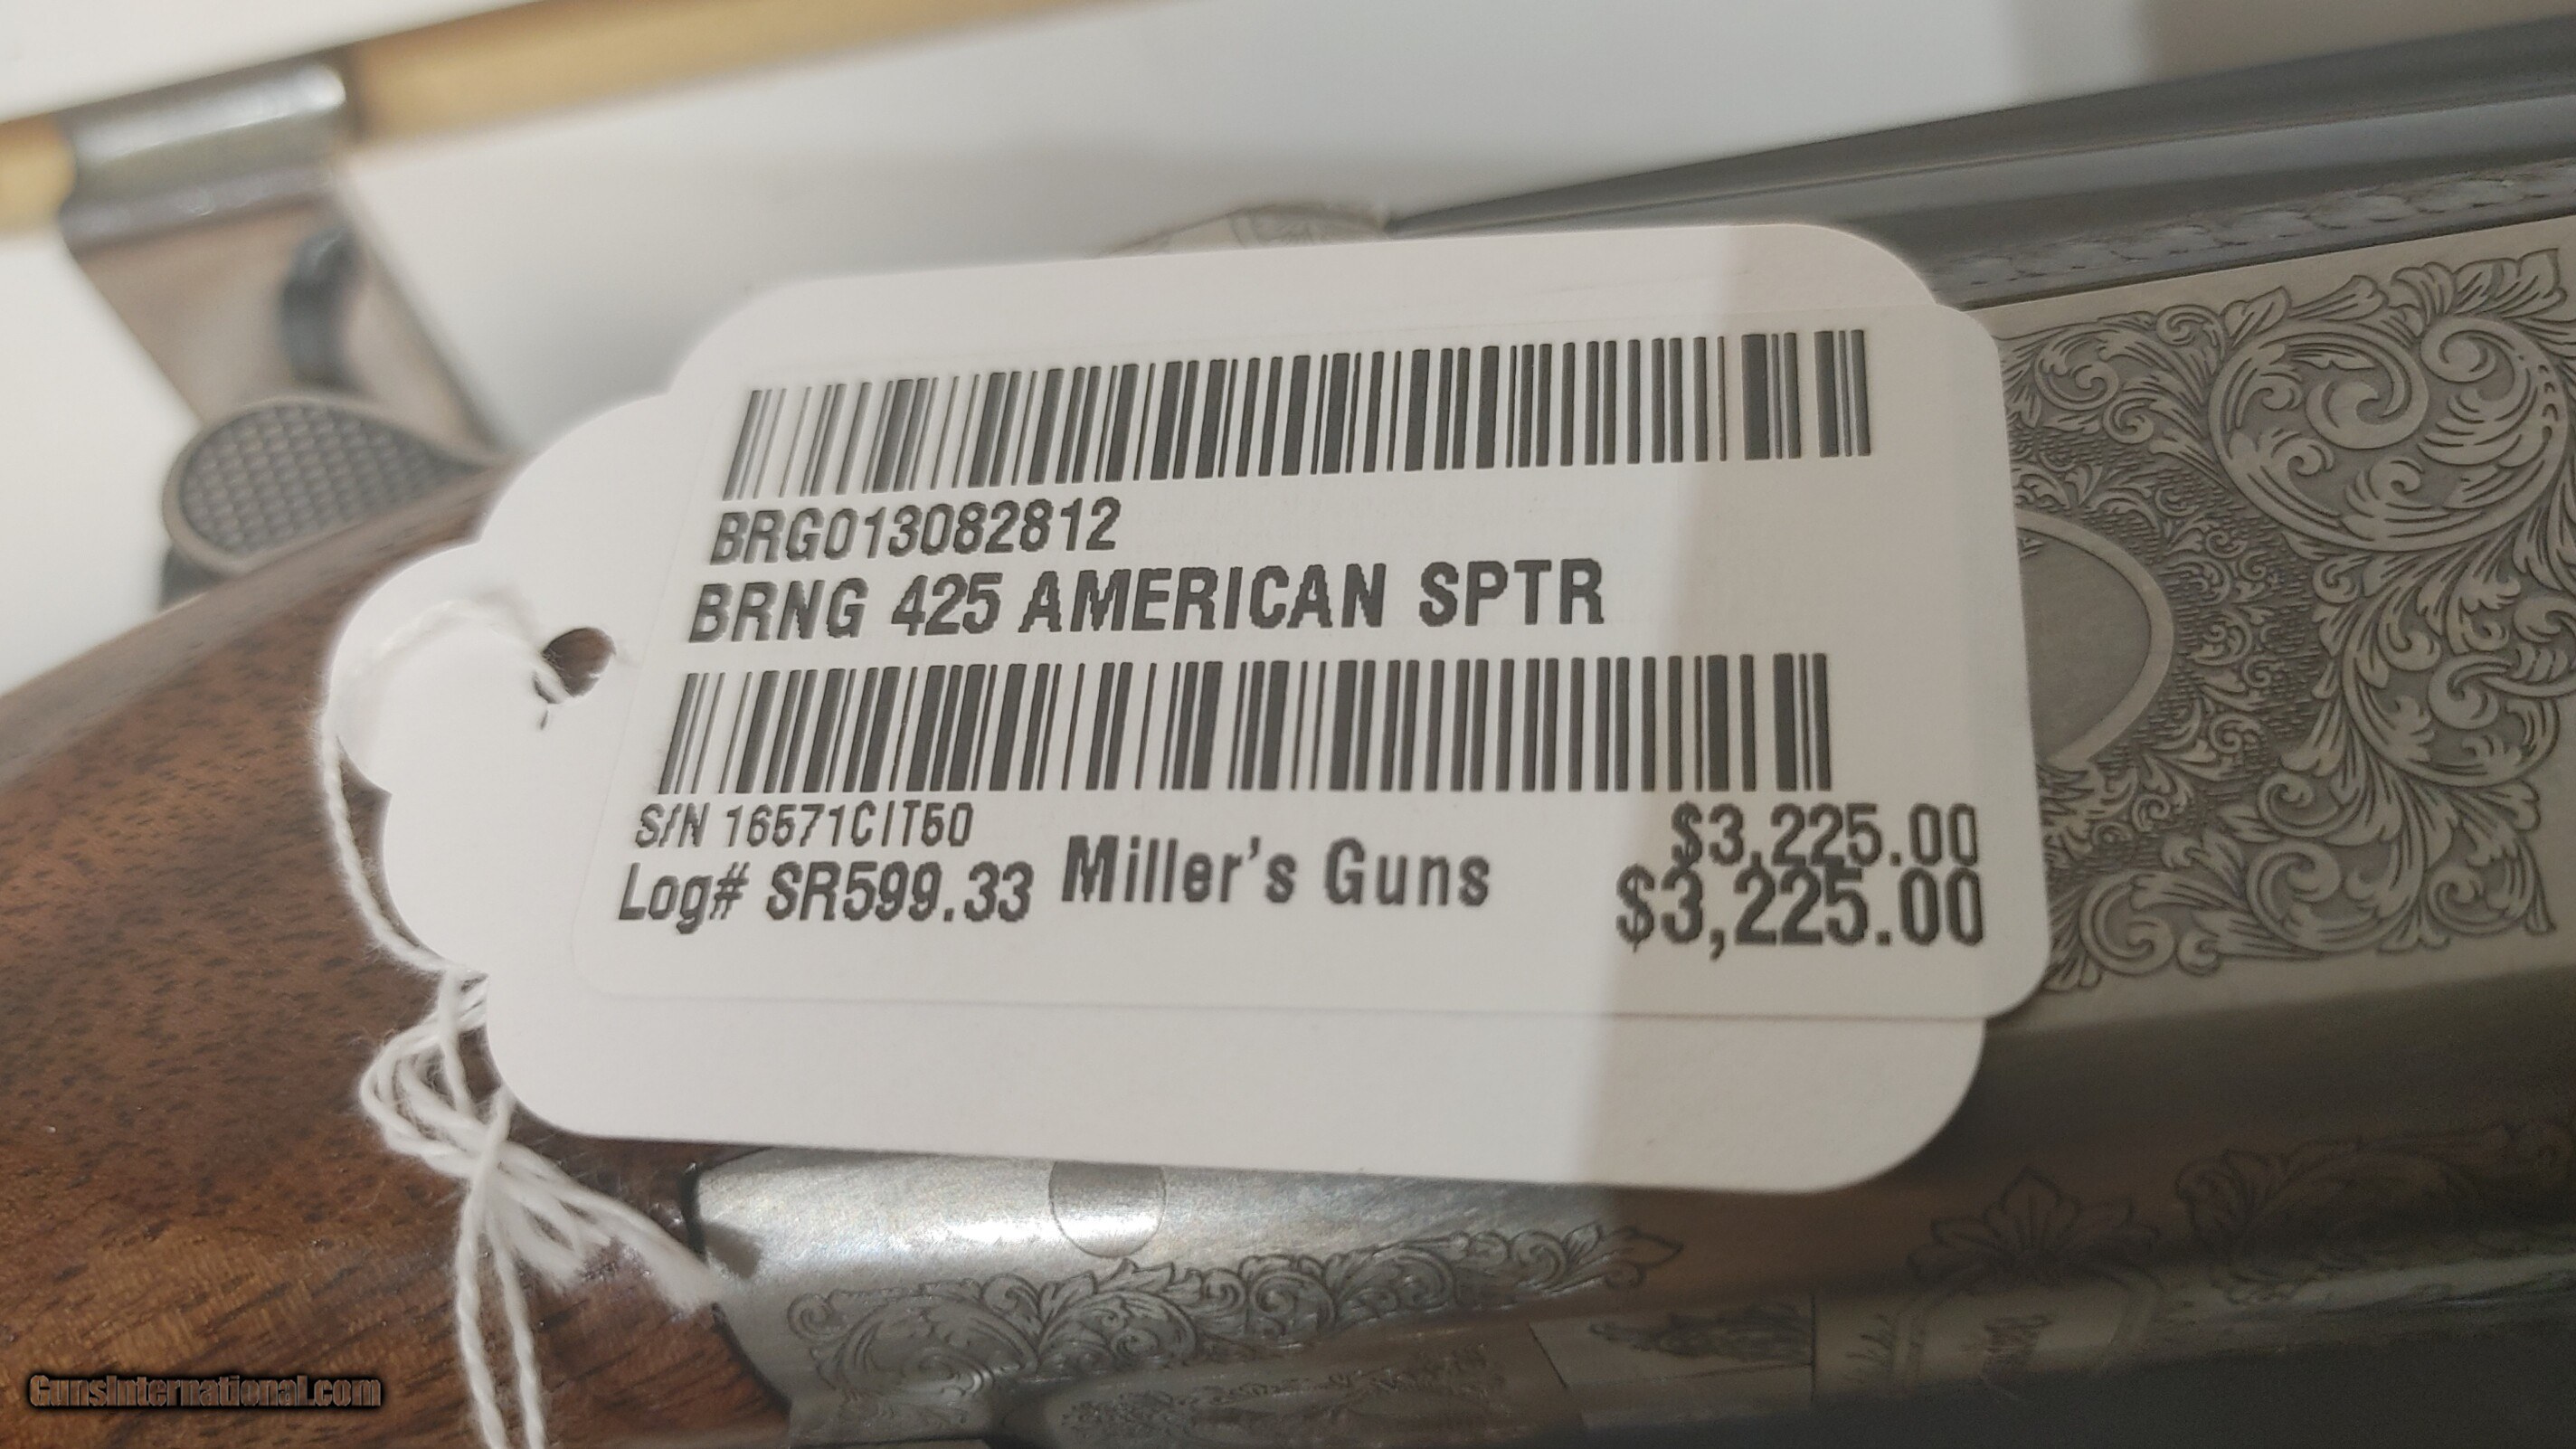 BRG013082812
BRNG 425 AMERICAN SPTR
S/N 16571CIT50
$3,225.00
Log# SR599.33 Miller's Guns $3,225.00
GunsInternational.com